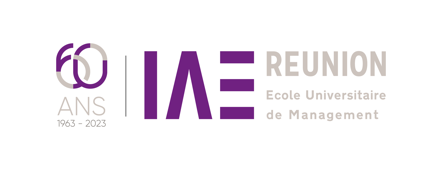 60
ANS
1963 - 2023
IAE
REUNION
Ecole Universitaire
de Management